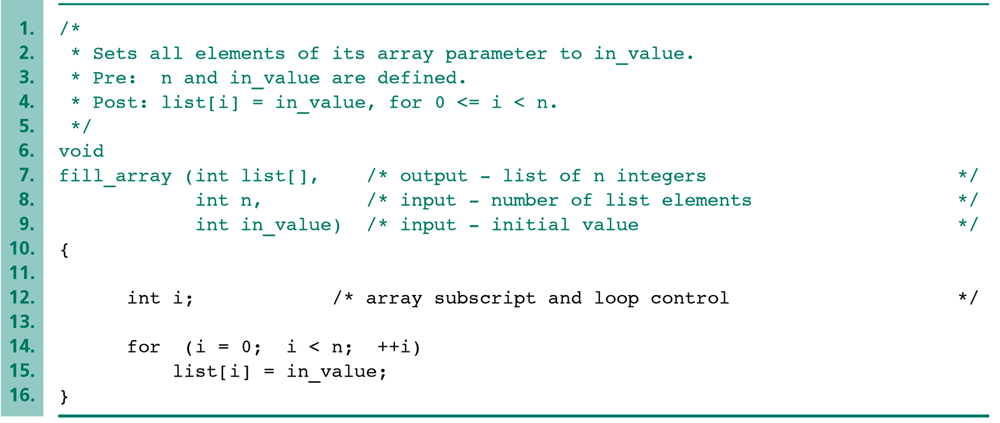 1. /*
2.  * Sets all elements of its array parameter to in_value.
3.  * Pre:  n and in_value are defined.
4.  * Post: list[i] = in_value, for 0 <= i < n.
5.  */
6. void
7. fill_array (int list[],    /* output - list of n integers                      */
8.             int n,         /* input - number of list elements                  */
9.             int in_value)  /* input - initial value                            */
10. {
11.
12.       int i;            /* array subscript and loop control                    */
13.
14.       for  (i = 0;  i < n;  ++i)
15.           list[i] = in_value;
16. }